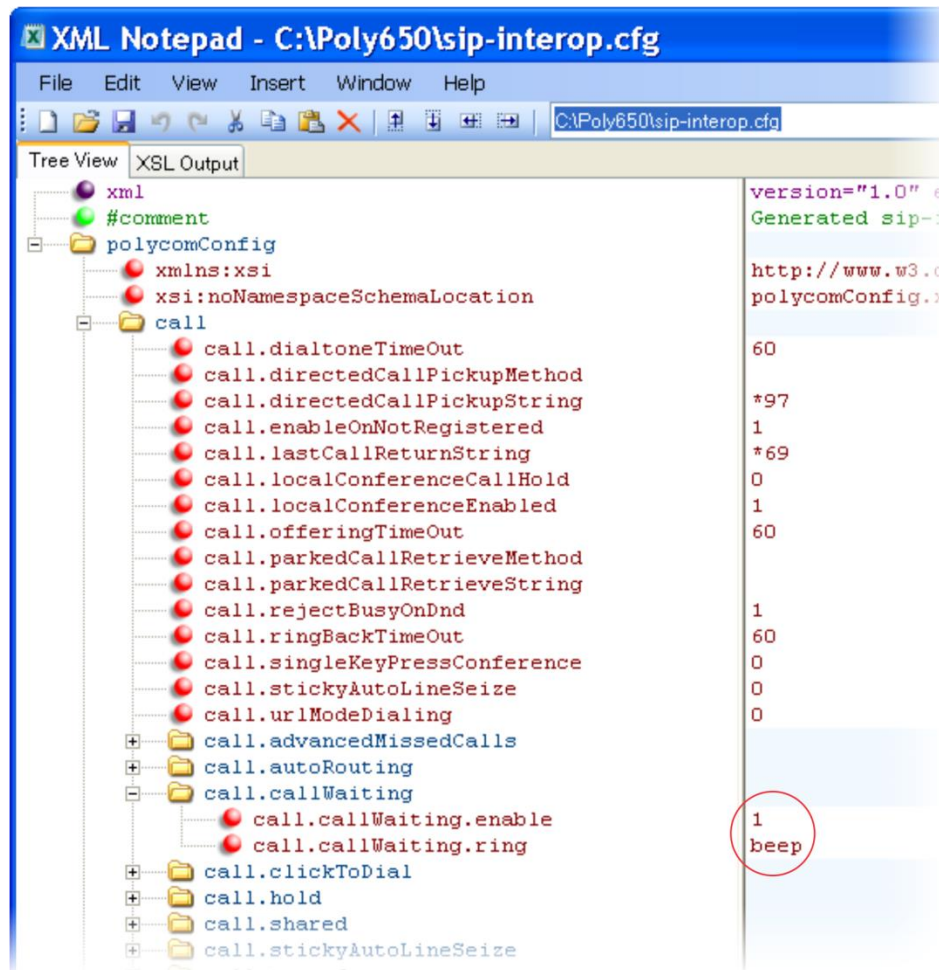 XML Notepad - C:\Poly650\sip-interop.cfg
File Edit View Insert Window Help
C:\Poly650\sip-interop.cfg
Tree View XSL Output
xml version="1.0"
#comment Generated sip-
polycomConfig
xmlns:xsi http://www.w3.
xsi:noNamespaceSchemaLocation polycomConfig.
call
call.dialtoneTimeOut 60
call.directedCallPickupMethod
call.directedCallPickupString *97
call.enableOnNotRegistered 1
call.lastCallReturnString *69
call.localConferenceCallHold 0
call.localConferenceEnabled 1
call.offeringTimeOut 60
call.parkedCallRetrieveMethod
call.parkedCallRetrieveString
call.rejectBusyOnDnd 1
call.ringBackTimeOut 60
call.singleKeyPressConference 0
call.stickyAutoLineSeize 0
call.urlModeDialing 0
call.advancedMissedCalls
call.autoRouting
call.callWaiting
call.callWaiting.enable 1
call.callWaiting.ring beep
call.clickToDial
call.hold
call.shared
call.stickyAutoLineSeize